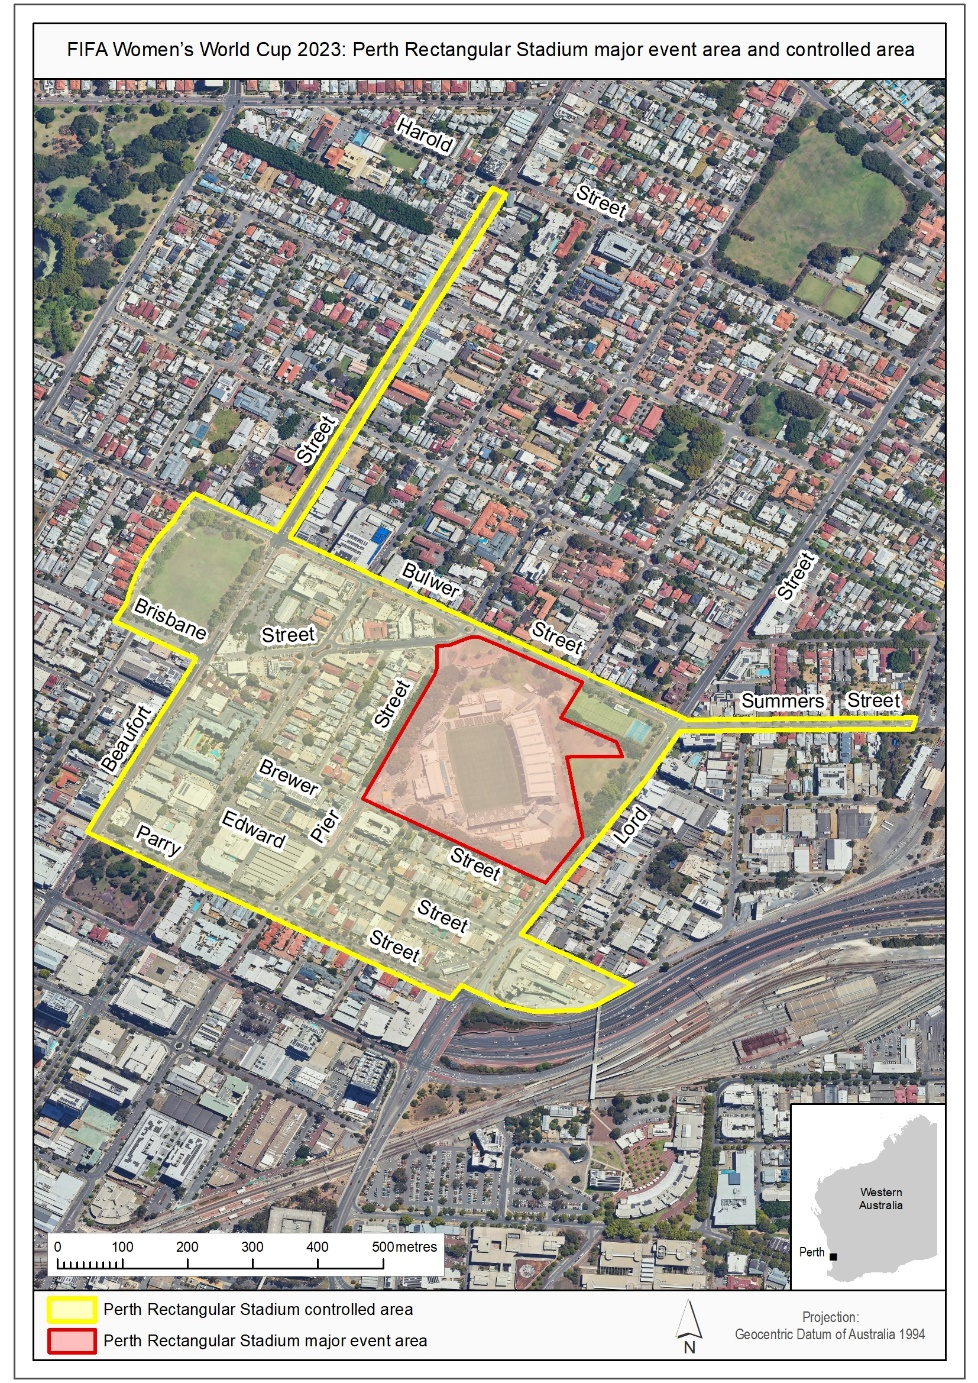 FIFA Women's World Cup 2023: Perth Rectangular Stadium major event area and controlled area
Harold
Street
Street
Bulwer
Street
Street
Brisbane
Street
Street
Summers Street
Beaufort
Brewer
Pier
Edward
Parry
Lord
Street
Street
Street
Western
Australia
Perth
0 100 200 300 400 500 metres
Perth Rectangular Stadium controlled area
Perth Rectangular Stadium major event area
N
Projection:
Geocentric Datum of Australia 1994